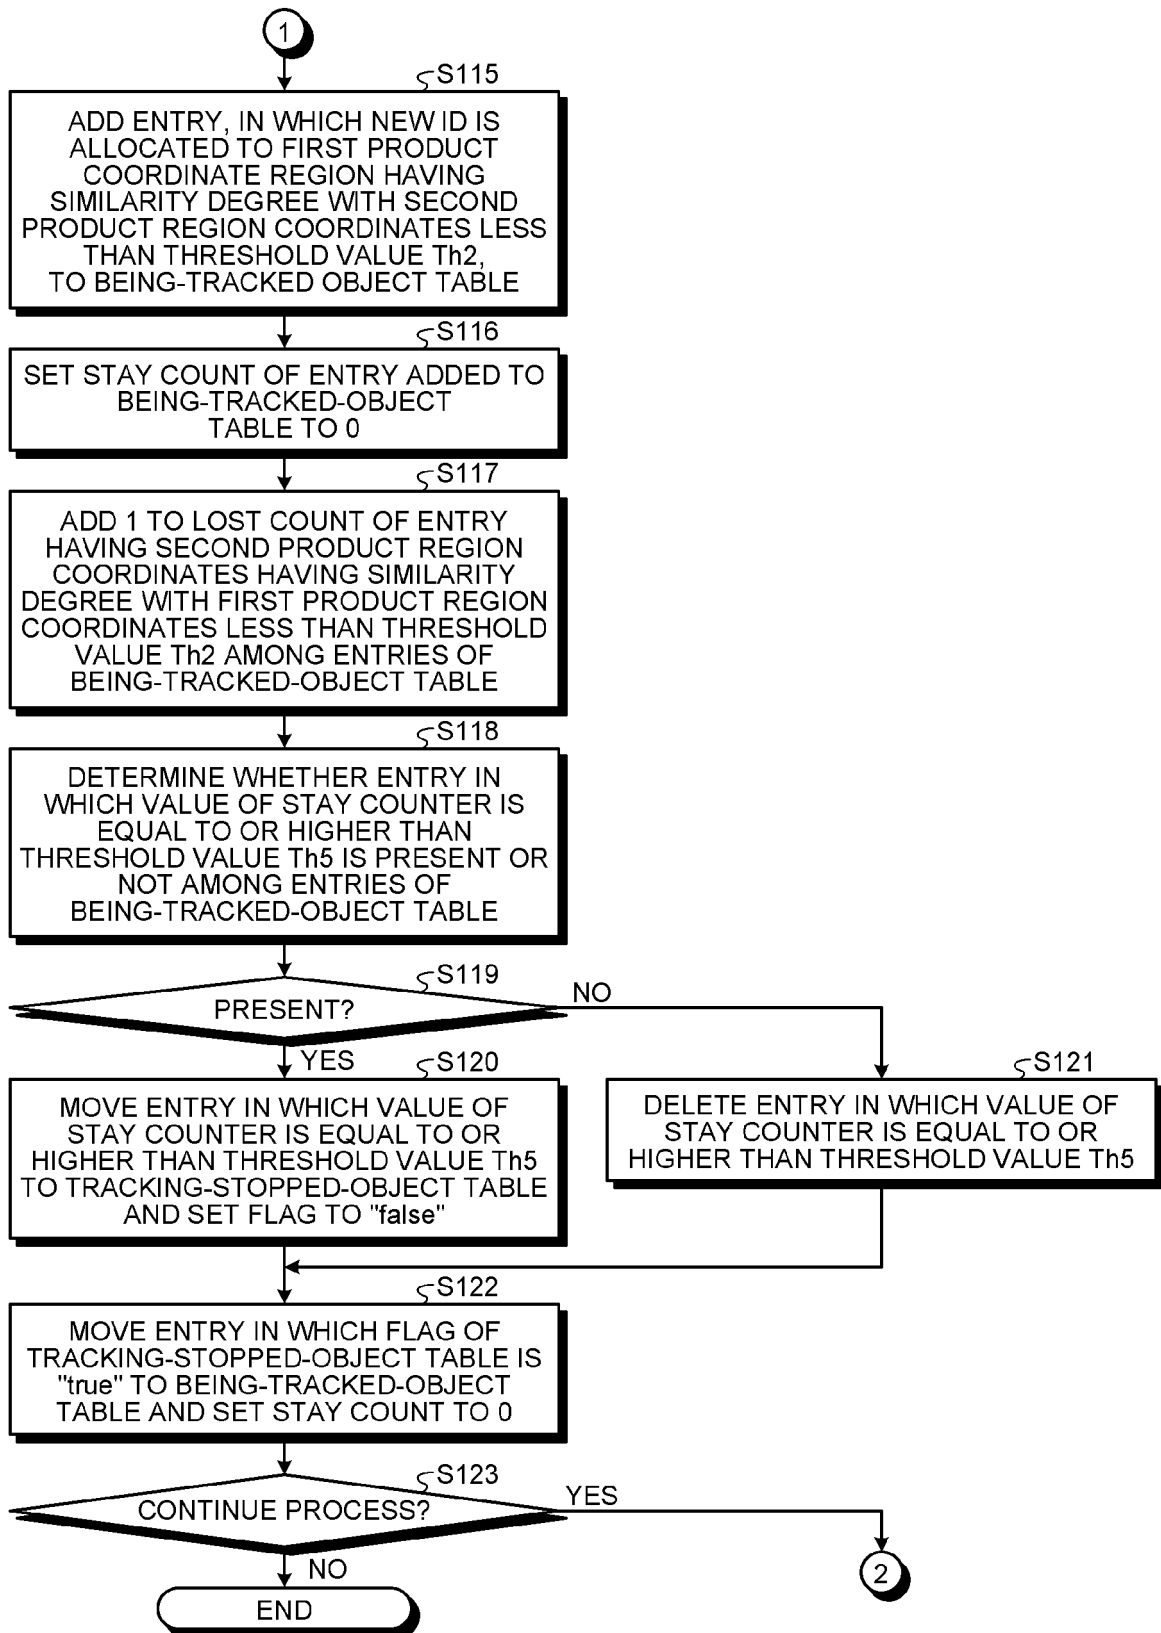 1
S115
ADD ENTRY, IN WHICH NEW ID IS
ALLOCATED TO FIRST PRODUCT
COORDINATE REGION HAVING
SIMILARITY DEGREE WITH SECOND
PRODUCT REGION COORDINATES LESS
THAN THRESHOLD VALUE Th2,
TO BEING-TRACKED OBJECT TABLE
S116
SET STAY COUNT OF ENTRY ADDED TO
BEING-TRACKED-OBJECT
TABLE TO 0
S117
ADD 1 TO LOST COUNT OF ENTRY
HAVING SECOND PRODUCT REGION
COORDINATES HAVING SIMILARITY
DEGREE WITH FIRST PRODUCT REGION
COORDINATES LESS THAN THRESHOLD
VALUE Th2 AMONG ENTRIES OF
BEING-TRACKED-OBJECT TABLE
S118
DETERMINE WHETHER ENTRY IN
WHICH VALUE OF STAY COUNTER IS
EQUAL TO OR HIGHER THAN
THRESHOLD VALUE Th5 IS PRESENT OR
NOT AMONG ENTRIES OF
BEING-TRACKED-OBJECT TABLE
S119
PRESENT?
NO
YES
S120
MOVE ENTRY IN WHICH VALUE OF
STAY COUNTER IS EQUAL TO OR
HIGHER THAN THRESHOLD VALUE Th5
TO TRACKING-STOPPED-OBJECT TABLE
AND SET FLAG TO "false"
S121
DELETE ENTRY IN WHICH VALUE OF
STAY COUNTER IS EQUAL TO OR
HIGHER THAN THRESHOLD VALUE Th5
S122
MOVE ENTRY IN WHICH FLAG OF
TRACKING-STOPPED-OBJECT TABLE IS
"true" TO BEING-TRACKED-OBJECT
TABLE AND SET STAY COUNT TO 0
S123
CONTINUE PROCESS?
YES
2
NO
END